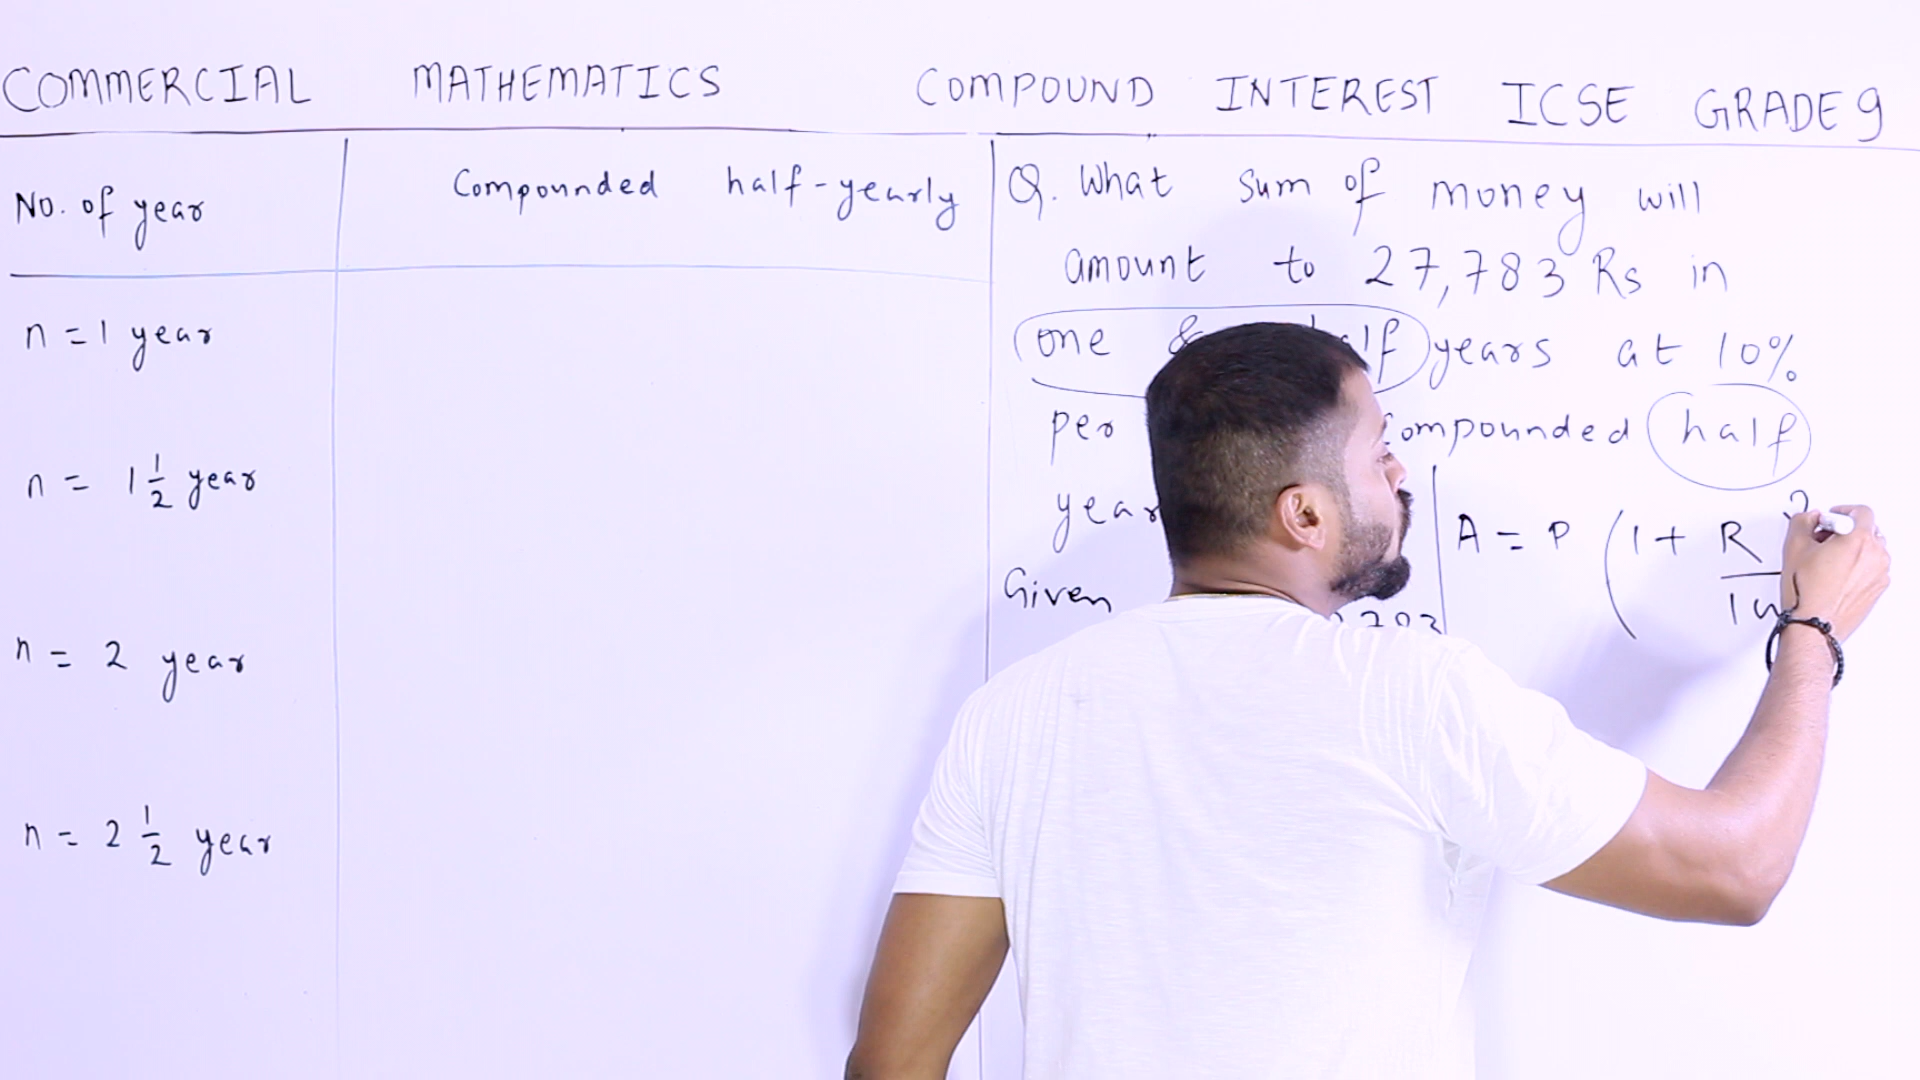 COMMERCIAL MATHEMATICS COMPOUND INTEREST ICSE GRADE 9
No. of year
Compounded half-yearly
n = 1 year
n = 1 1/2 year
n = 2 year
n = 2 1/2 year
Q. What sum of money will
amount to 27,783 Rs in
one & half years at 10%
per compounded half
year
Given
A = P (1 + R